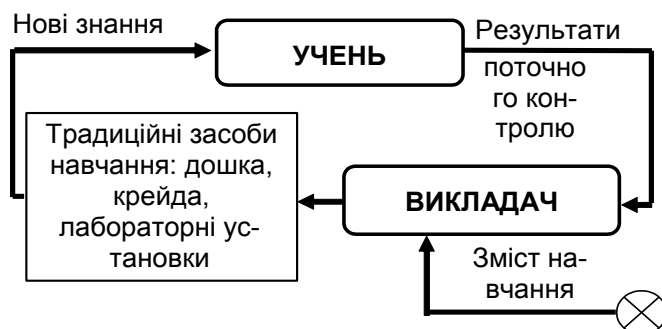 Нові знання
УЧЕНЬ
Результати
поточно
го кон-
тролю
Традиційні засоби
навчання: дошка,
крейда,
лабораторні ус-
тановки
ВИКЛАДАЧ
Зміст на-
вчання